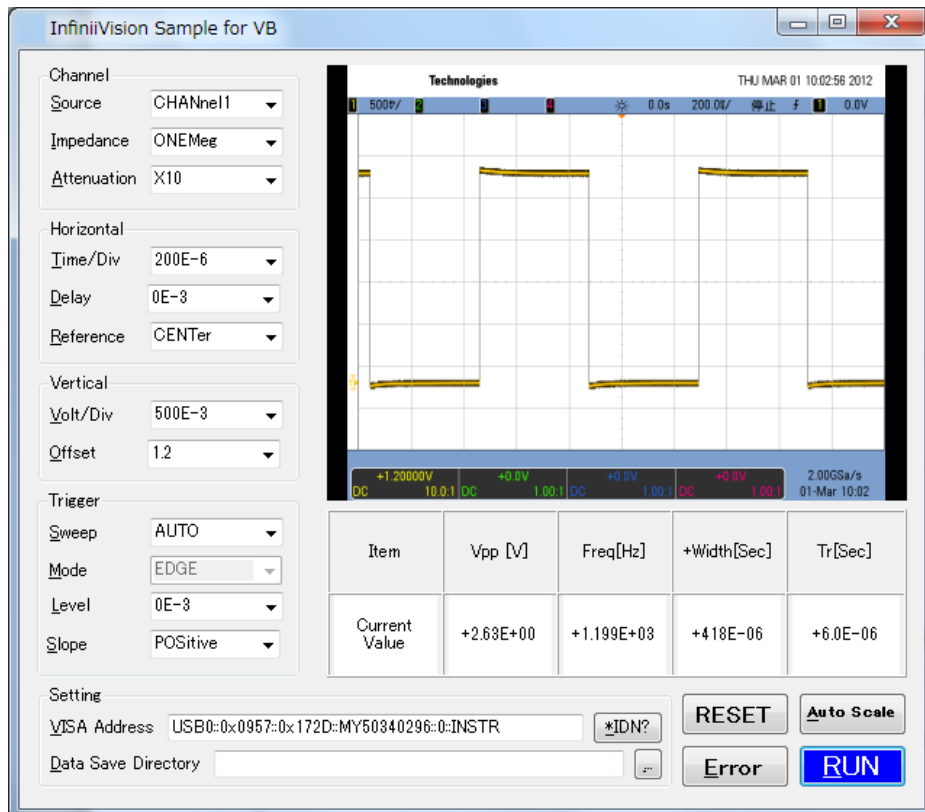 InfiniiVision Sample for VB
Channel
Source CHANnel1
Impedance ONEMeg
Attenuation X10
Horizontal
Time/Div 200E-6
Delay 0E-3
Reference CENTer
Vertical
Volt/Div 500E-3
Offset 1.2
Trigger
Sweep AUTO
Mode EDGE
Level 0E-3
Slope POSitive
Technologies THU MAR 01 10:02:56 2012
1 500▽/ 2 3 4 0.0s 200.0▽/ 停止 1 0.0V
+1.20000V +0.0V +0.0V +0.0V 2.00GSa/s
DC 10.0:1 DC 1.00:1 DC 1.00:1 DC 1.00:1 01-Mar 10:02
Item Vpp [V] Freq[Hz] +Width[Sec] Tr[Sec]
Current Value +2.63E+00 +1.199E+03 +418E-06 +6.0E-06
Setting
VISA Address USB0::0x0957::0x172D::MY50340296::0::INSTR *IDN?
Data Save Directory ...
RESET Auto Scale
Error RUN